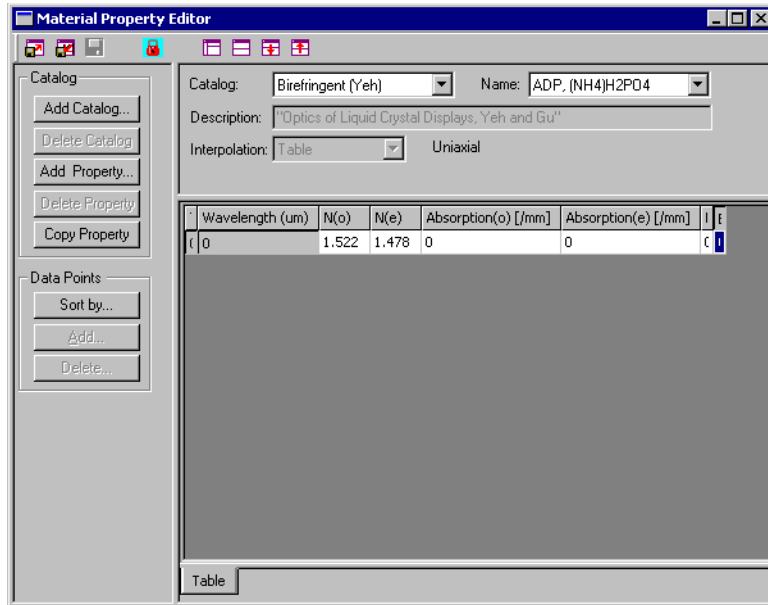 Material Property Editor
Catalog
Add Catalog...
Delete Catalog
Add Property...
Delete Property
Copy Property
Data Points
Sort by...
Add...
Delete...
Catalog: Birefringent (Yeh) Name: ADP, (NH4)H2PO4
Description: "Optics of Liquid Crystal Displays, Yeh and Gu"
Interpolation: Table Uniaxial
Wavelength (um) N(o) N(e) Absorption(o) [/mm] Absorption(e) [/mm]
0 1.522 1.478 0 0
Table